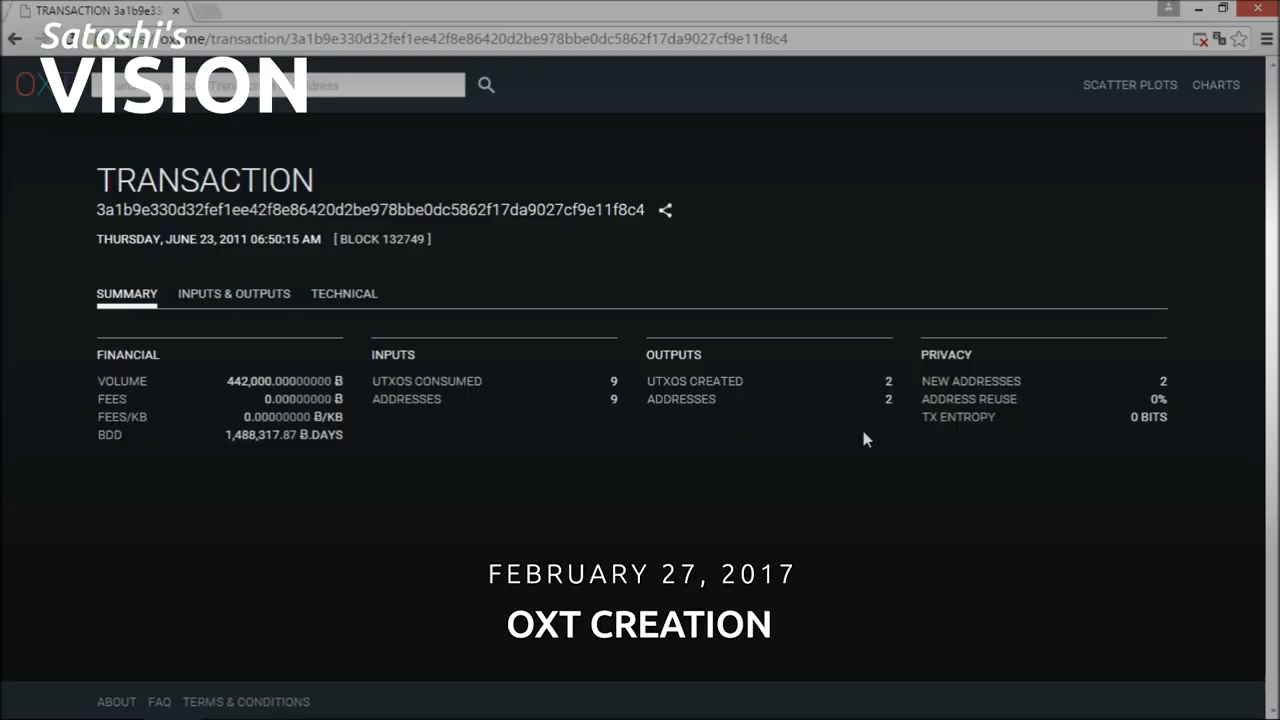 TRANSACTION 3a1b9e33
/transaction/3a1b9e330d32fef1ee42f8e86420d2be978bbe0dc5862f17da9027cf9e11f8c4
Satoshi's
VISION
SCATTER PLOTS CHARTS
TRANSACTION
3a1b9e330d32fef1ee42f8e86420d2be978bbe0dc5862f17da9027cf9e11f8c4
THURSDAY, JUNE 23, 2011 06:50:15 AM [ BLOCK 132749 ]
SUMMARY INPUTS & OUTPUTS TECHNICAL
FINANCIAL INPUTS OUTPUTS PRIVACY
VOLUME 442,000.00000000 Ƀ UTXOS CONSUMED 9 UTXOS CREATED 2 NEW ADDRESSES 2
FEES 0.00000000 Ƀ ADDRESSES 9 ADDRESSES 2 ADDRESS REUSE 0%
FEES/KB 0.00000000 Ƀ/KB TX ENTROPY 0 BITS
BDD 1,488,317.87 Ƀ.DAYS
FEBRUARY 27, 2017
OXT CREATION
ABOUT FAQ TERMS & CONDITIONS